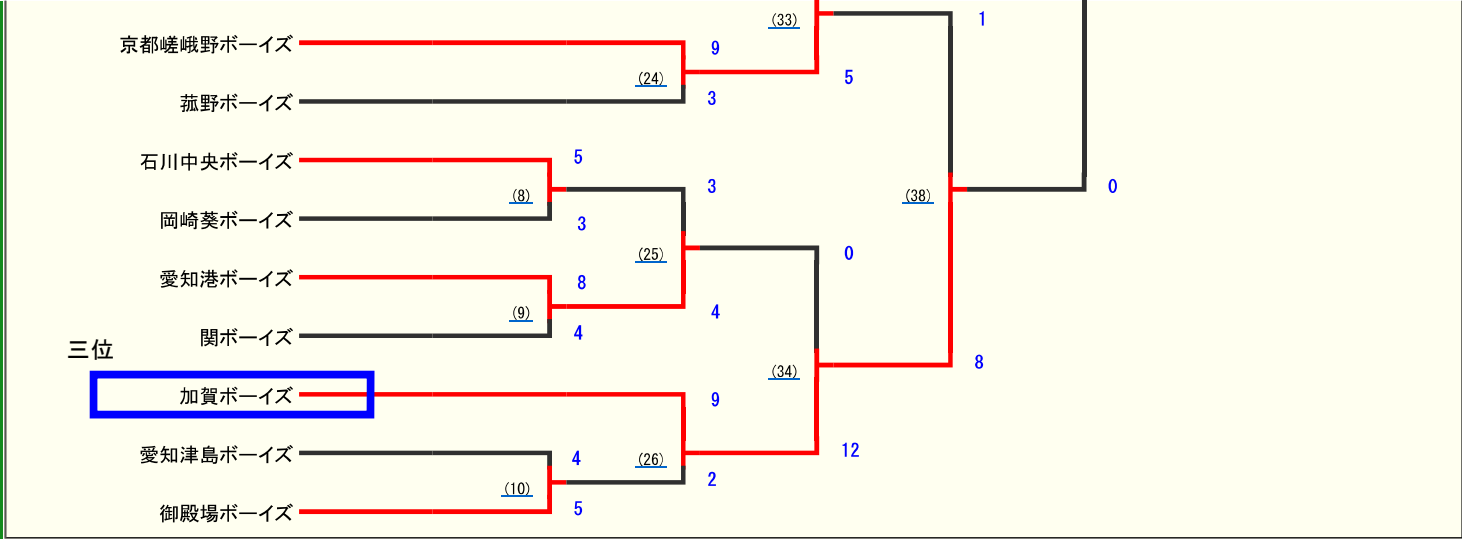 (33)
1
京都嵯峨野ボーイズ
9
5
(24)
菰野ボーイズ
3
石川中央ボーイズ
5
3
(8)
(38)
0
岡崎葵ボーイズ
3
(25)
0
愛知港ボーイズ
8
(9)
4
関ボーイズ
4
三位
(34)
8
加賀ボーイズ
9
愛知津島ボーイズ
4
(26)
12
(10)
2
御殿場ボーイズ
5